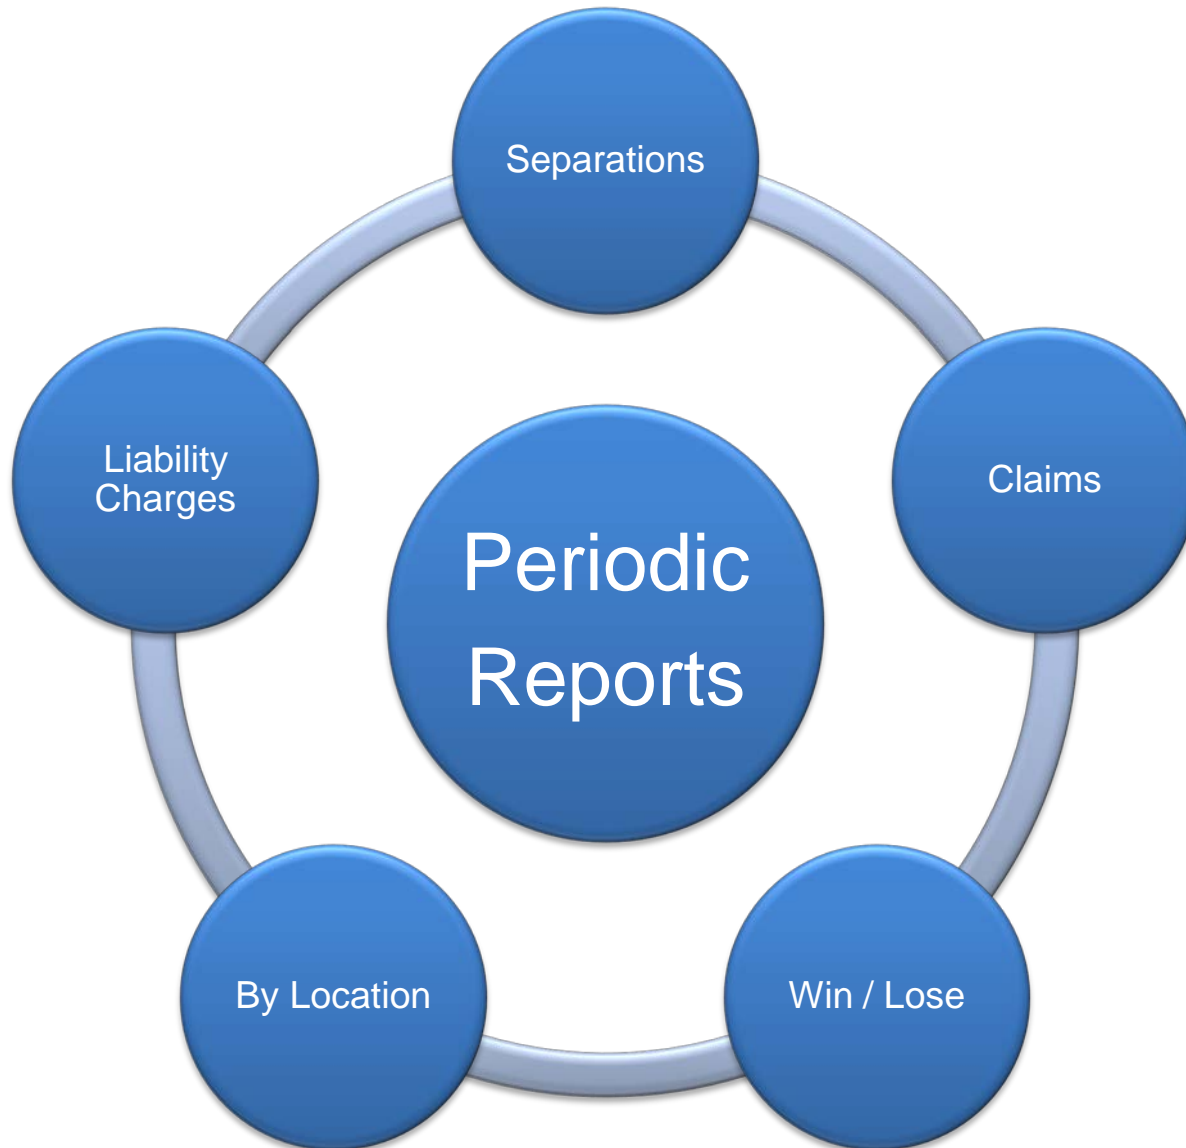 Separations
Claims
Win / Lose
By Location
Liability
Charges
Periodic
Reports